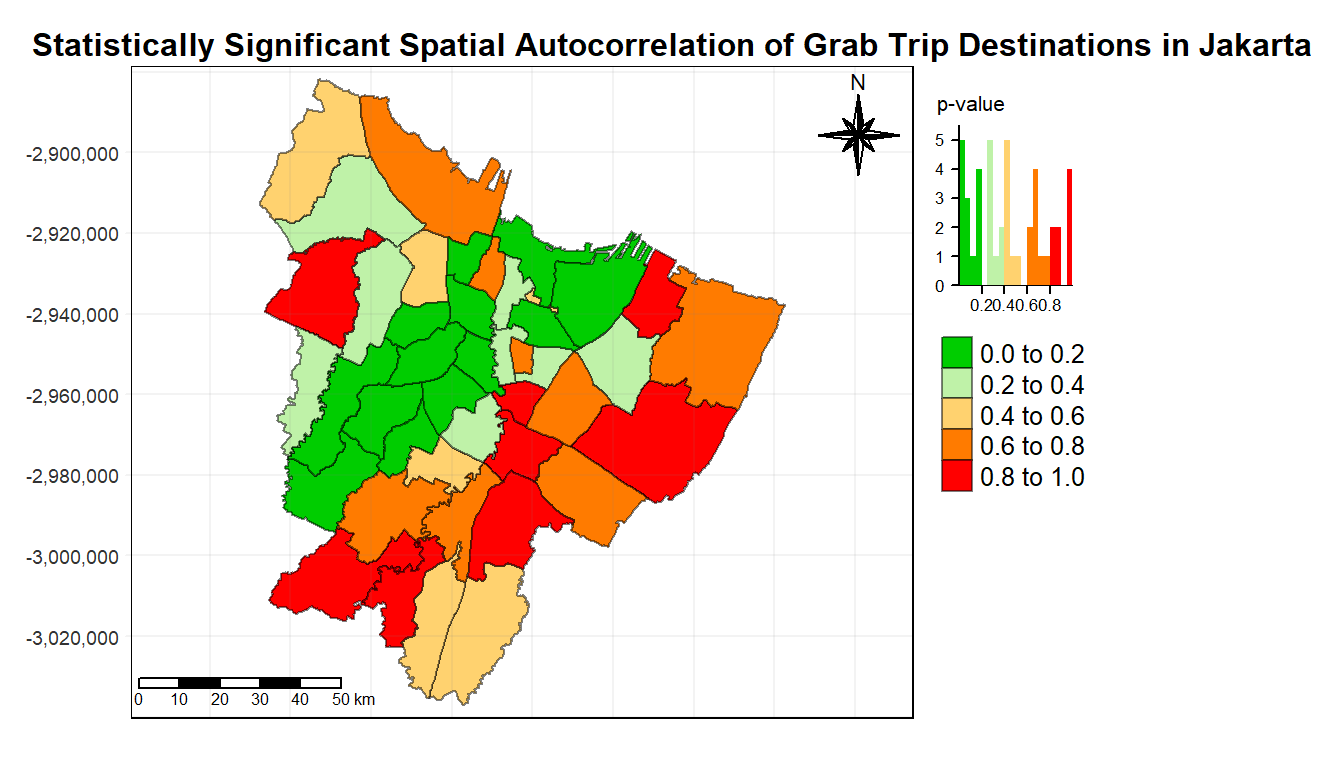 Statistically Significant Spatial Autocorrelation of Grab Trip Destinations in Jakarta
N
-2,900,000
-2,920,000
-2,940,000
-2,960,000
-2,980,000
-3,000,000
-3,020,000
0 10 20 30 40 50 km
p-value
5
4
3
2
1
0
0.20.40.60.8
0.0 to 0.2
0.2 to 0.4
0.4 to 0.6
0.6 to 0.8
0.8 to 1.0